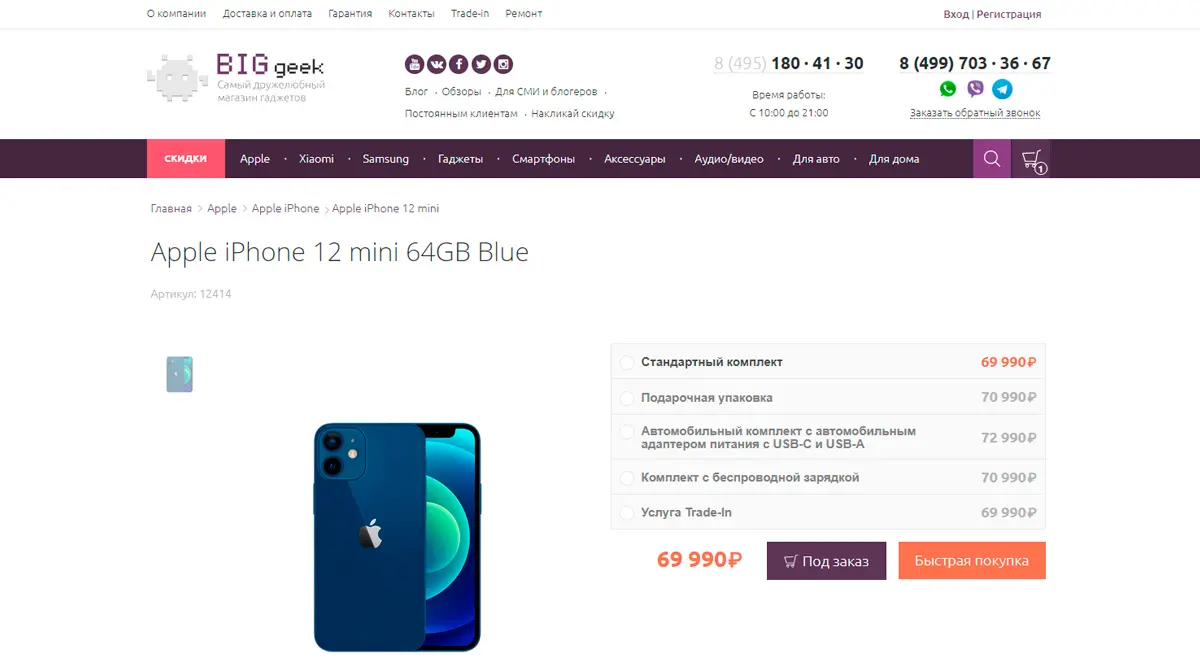 О компании Доставка и оплата Гарантия Контакты Trade-in Ремонт Вход | Регистрация
BIG geek
Самый дружелюбный
магазин гаджетов
You Tube
Блог · Обзоры · Для СМИ и блогеров ·
Постоянным клиентам · Накликай скидку
8 (495) 180 · 41 · 30
Время работы:
С 10:00 до 21:00
8 (499) 703 · 36 · 67
Заказать обратный звонок
СКИДКИ Apple · Xiaomi · Samsung · Гаджеты · Смартфоны · Аксессуары · Аудио/видео · Для авто · Для дома
1
Главная > Apple > Apple iPhone > Apple iPhone 12 mini
Apple iPhone 12 mini 64GB Blue
Артикул: 12414
Стандартный комплект 69 990₽
Подарочная упаковка 70 990₽
Автомобильный комплект с автомобильным
адаптером питания с USB-C и USB-A 72 990₽
Комплект с беспроводной зарядкой 70 990₽
Услуга Trade-In 69 990₽
69 990₽ Под заказ Быстрая покупка